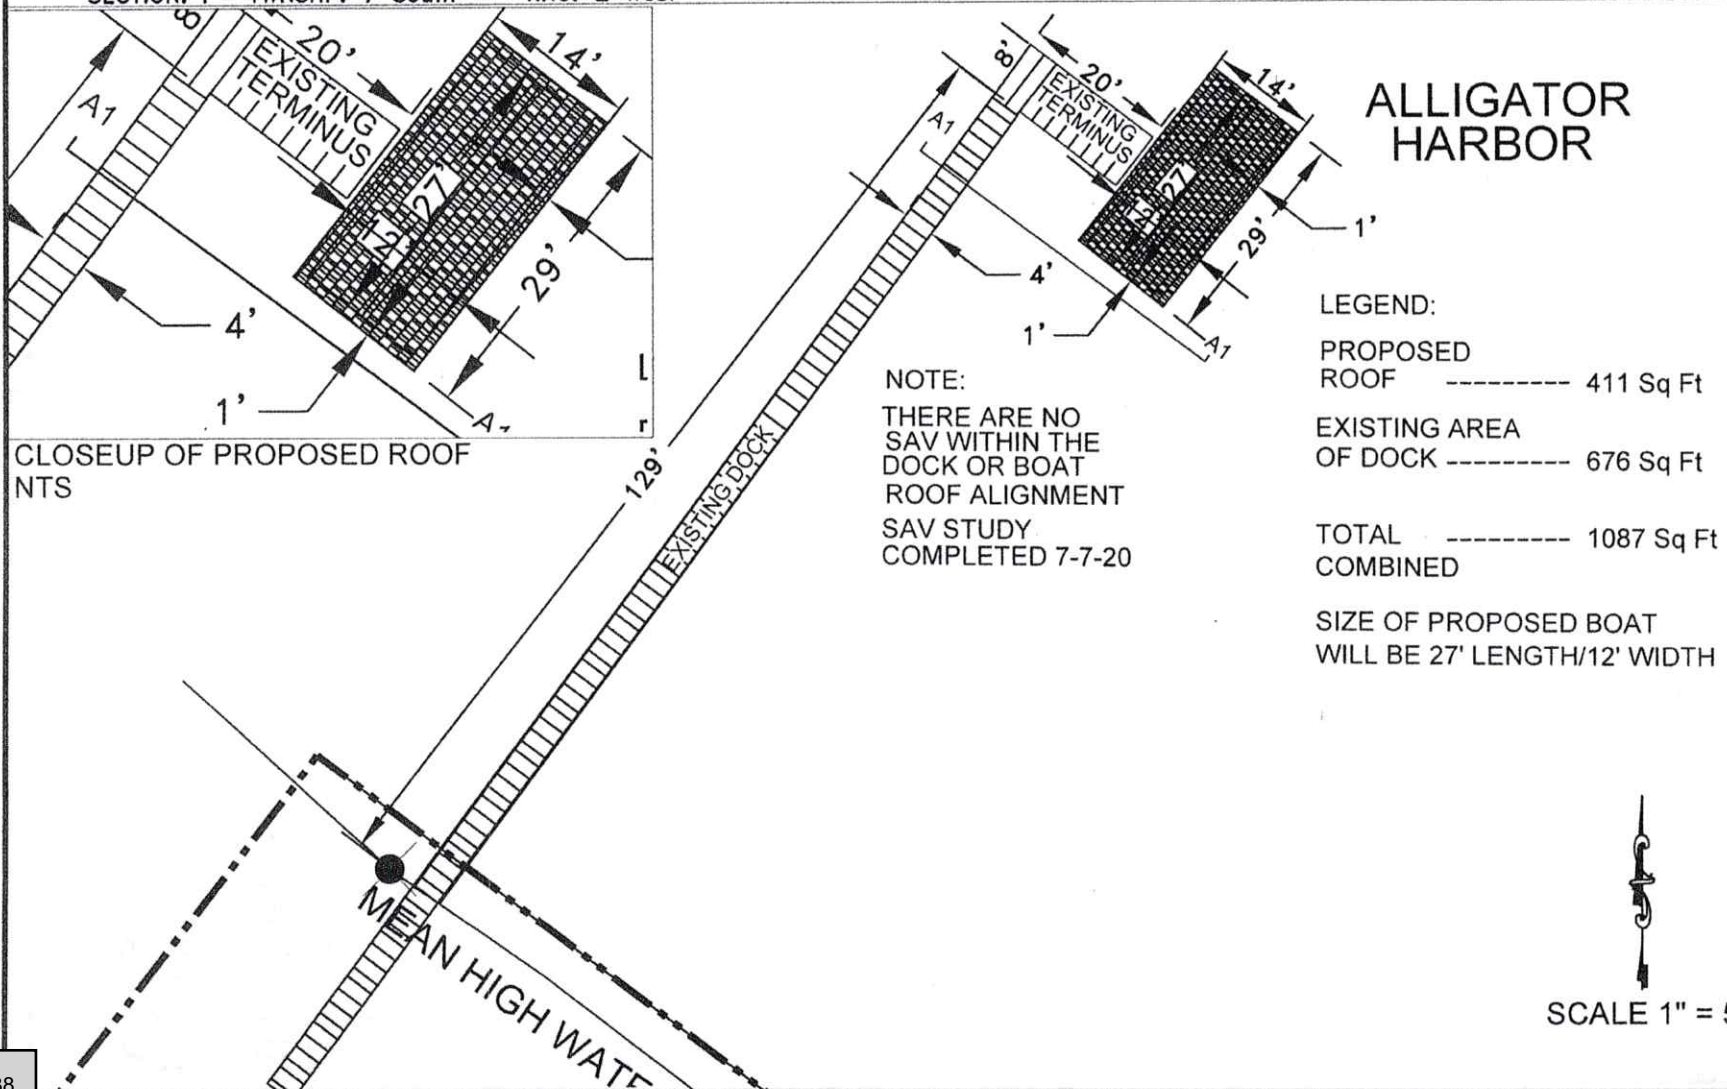 8'
20'
EXISTING
TERMINUS
14'
A1
27'
12'
29'
4'
1'
CLOSEUP OF PROPOSED ROOF
NTS
8'
20'
EXISTING
TERMINUS
14'
A1
27'
12'
29'
1'
4'
1'
A1
129'
EXISTING DOCK
ALLIGATOR
HARBOR
NOTE:
THERE ARE NO
SAV WITHIN THE
DOCK OR BOAT
ROOF ALIGNMENT
SAV STUDY
COMPLETED 7-7-20
LEGEND:
PROPOSED
ROOF --------- 411 Sq Ft
EXISTING AREA
OF DOCK --------- 676 Sq Ft
TOTAL --------- 1087 Sq Ft
COMBINED
SIZE OF PROPOSED BOAT
WILL BE 27' LENGTH/12' WIDTH
MEAN HIGH WATE
SCALE 1" =